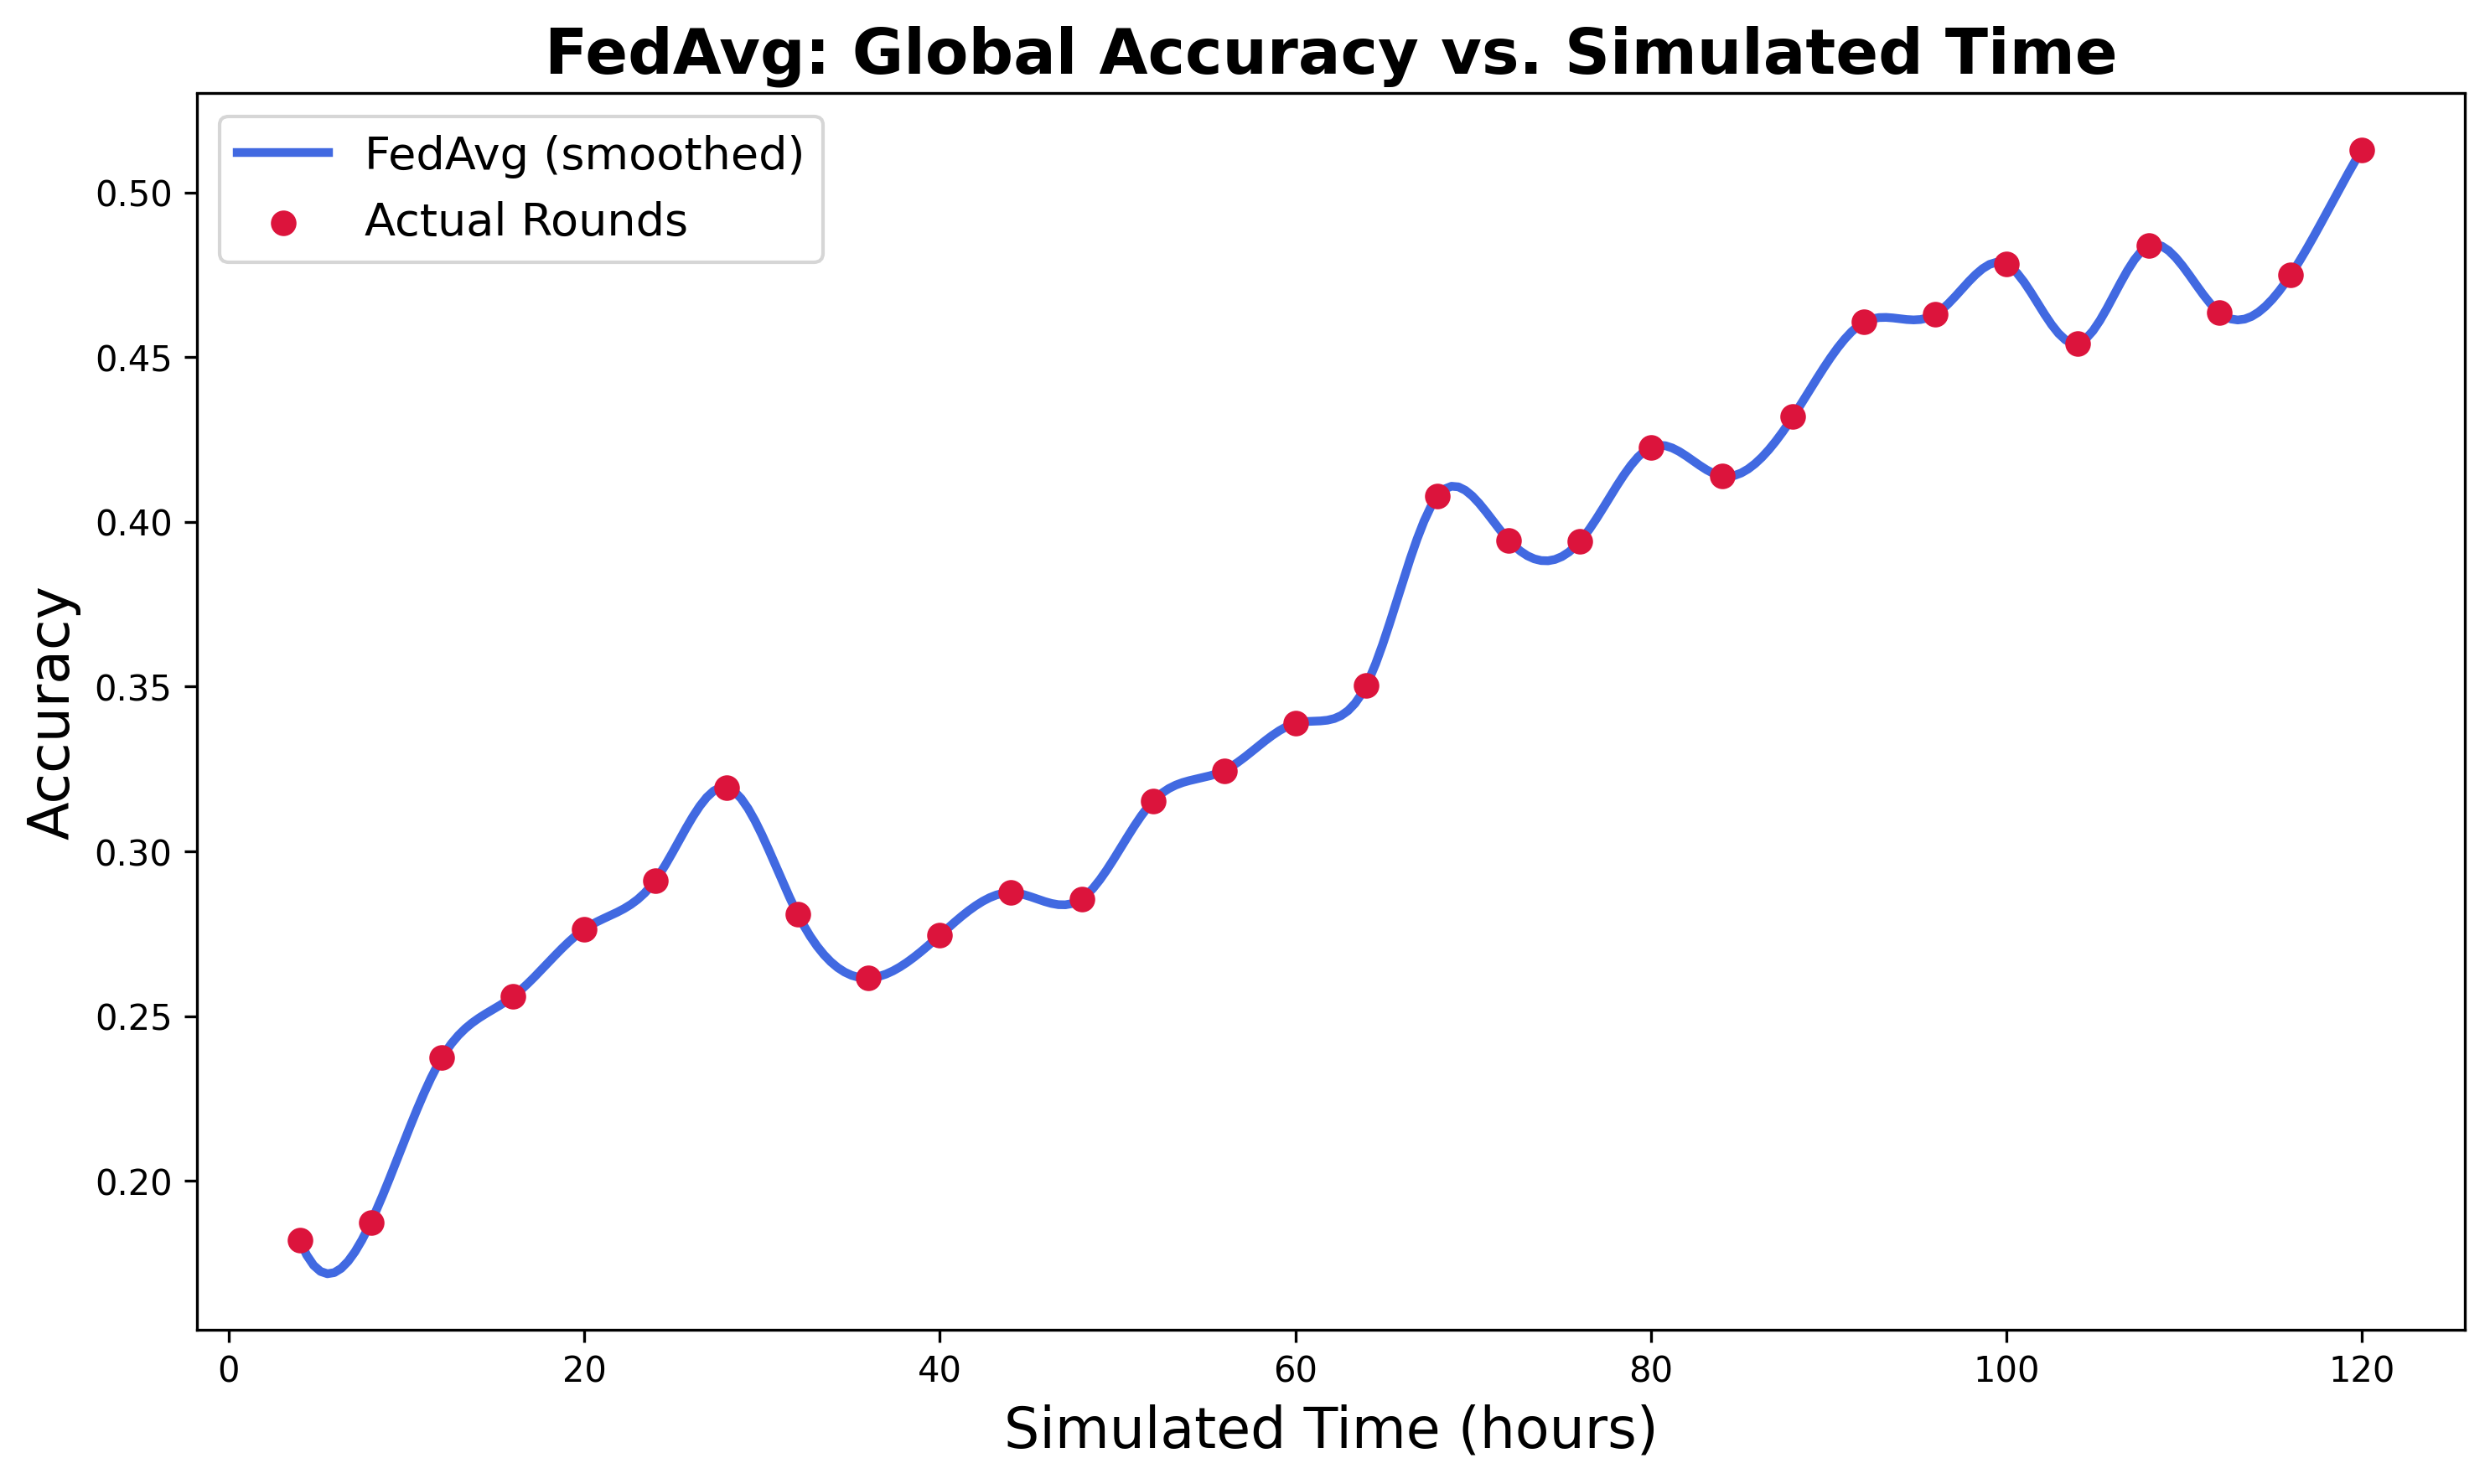 FedAvg: Global Accuracy vs. Simulated Time
FedAvg (smoothed)
Actual Rounds
Accuracy
0.50
0.45
0.40
0.35
0.30
0.25
0.20
0
20
40
60
80
100
120
Simulated Time (hours)